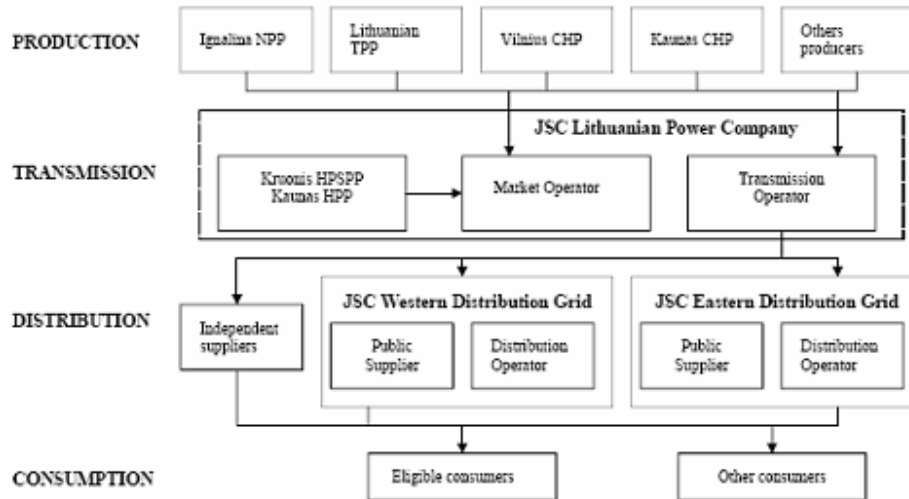 PRODUCTION
Ignalina NPP
Lithuanian
TPP
Vilnius CHP
Kaunas CHP
Others
producers
JSC Lithuanian Power Company
TRANSMISSION
Kruonis HPSPP
Kaunas HPP
Market Operator
Transmission
Operator
DISTRIBUTION
Independent
suppliers
JSC Western Distribution Grid
Public
Supplier
Distribution
Operator
JSC Eastern Distribution Grid
Public
Supplier
Distribution
Operator
CONSUMPTION
Eligible consumers
Other consumers